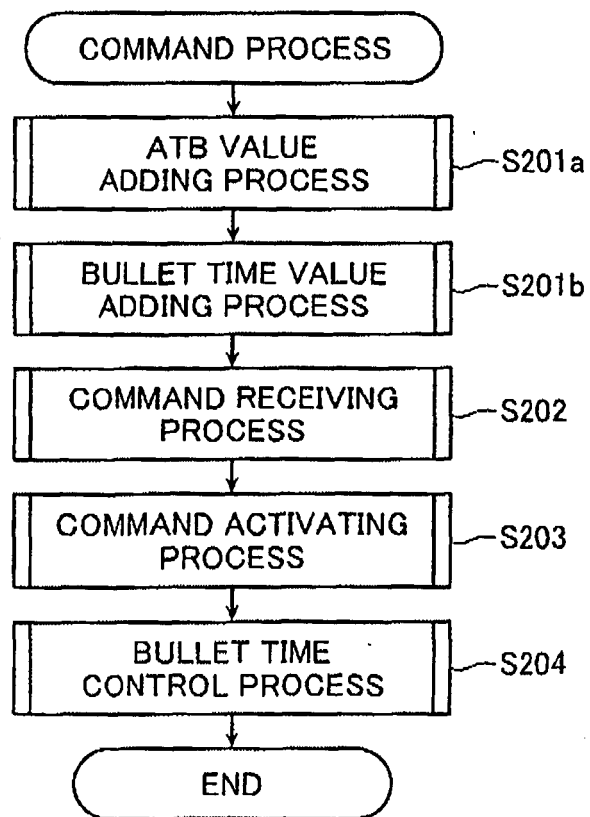 COMMAND PROCESS
ATB VALUE
ADDING PROCESS
S201a
BULLET TIME VALUE
ADDING PROCESS
S201b
COMMAND RECEIVING
PROCESS
S202
COMMAND ACTIVATING
PROCESS
S203
BULLET TIME
CONTROL PROCESS
S204
END